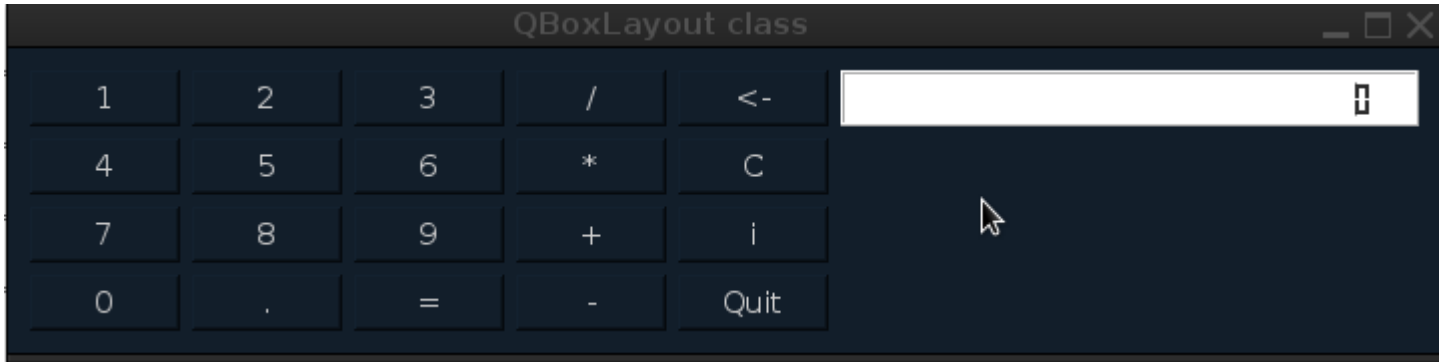 QBoxLayout class
1 2 3 / <- 0
4 5 6 * C
7 8 9 + i
0 . = - Quit